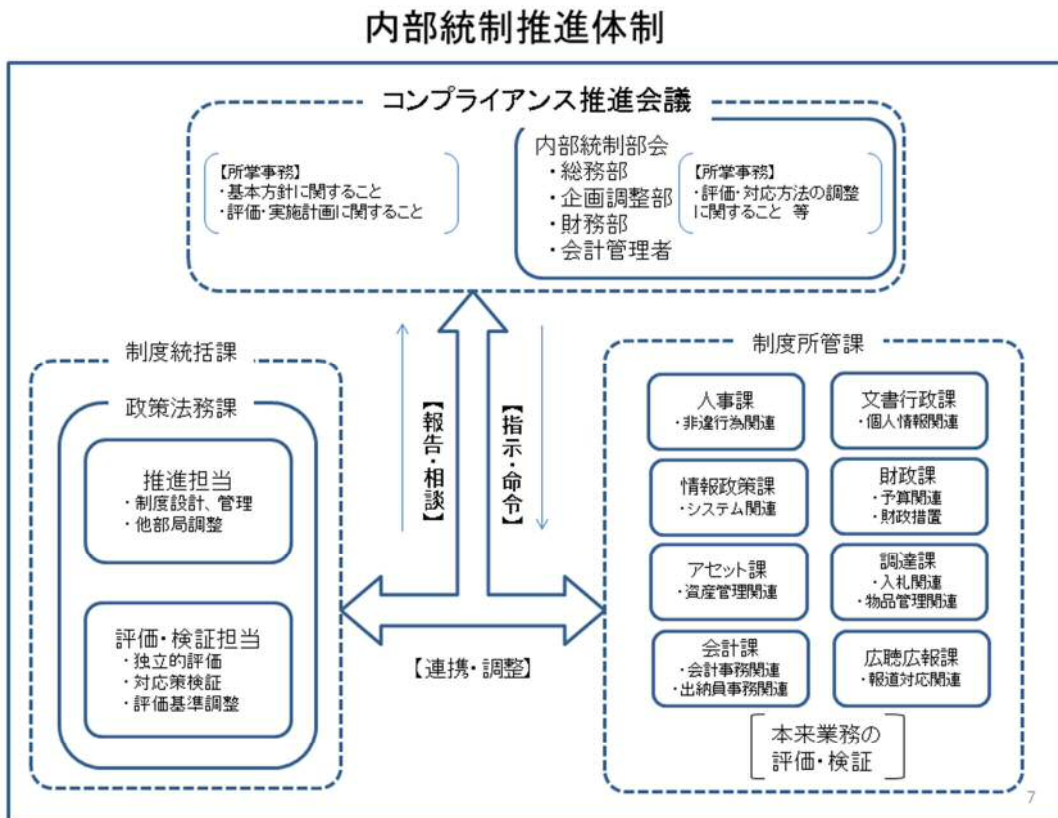 内部統制推進体制
コンプライアンス推進会議
【所掌事務】
・基本方針に関すること
・評価・実施計画に関すること
内部統制部会
・総務部
・企画調整部
・財務部
・会計管理者
【所掌事務】
・評価・対応方法の調整
に関すること 等
【報告・相談】
【指示・命令】
制度統括課
政策法務課
推進担当
・制度設計、管理
・他部局調整
評価・検証担当
・独立的評価
・対応策検証
・評価基準調整
【連携・調整】
制度所管課
人事課
・非違行為関連
文書行政課
・個人情報関連
情報政策課
・システム関連
財政課
・予算関連
・財政措置
アセット課
・資産管理関連
調達課
・入札関連
・物品管理関連
会計課
・会計事務関連
・出納員事務関連
広聴広報課
・報道対応関連
本来業務の
評価・検証
7